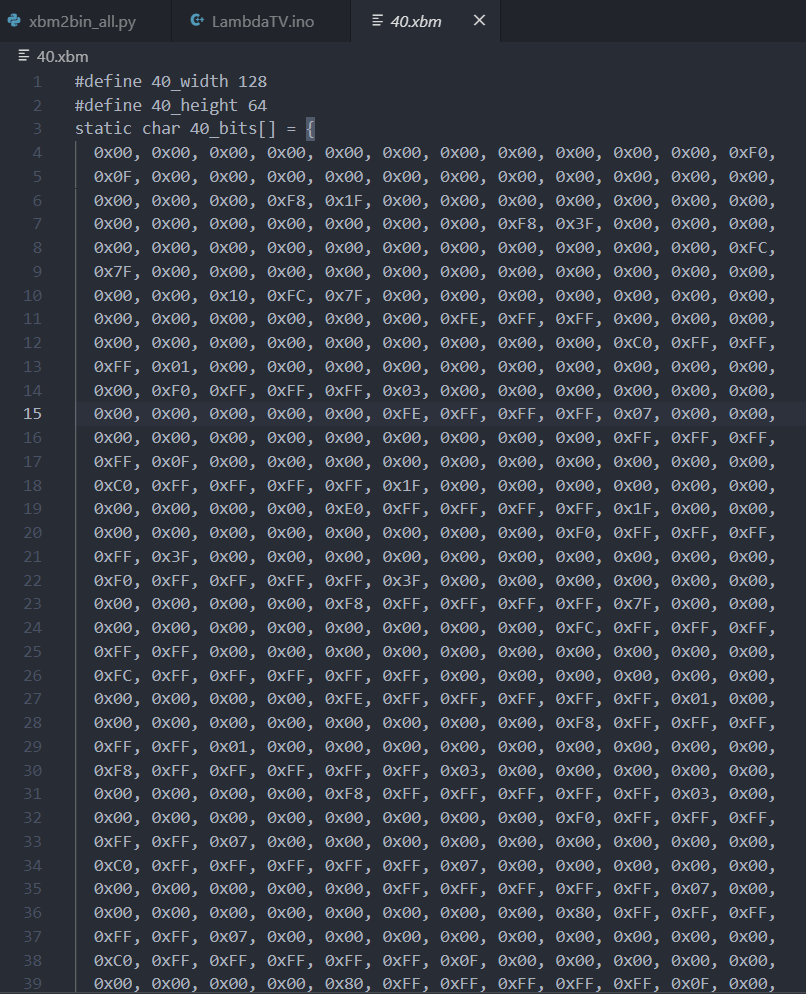 xbm2bin_all.py LambdaTV.ino 40.xbm
40.xbm
1 #define 40_width 128
2 #define 40_height 64
3 static char 40_bits[] = {
4 0x00, 0x00, 0x00, 0x00, 0x00, 0x00, 0x00, 0x00, 0x00, 0x00, 0x00, 0xF0,
5 0x0F, 0x00, 0x00, 0x00, 0x00, 0x00, 0x00, 0x00, 0x00, 0x00, 0x00, 0x00,
6 0x00, 0x00, 0x00, 0xF8, 0x1F, 0x00, 0x00, 0x00, 0x00, 0x00, 0x00, 0x00,
7 0x00, 0x00, 0x00, 0x00, 0x00, 0x00, 0x00, 0xF8, 0x3F, 0x00, 0x00, 0x00,
8 0x00, 0x00, 0x00, 0x00, 0x00, 0x00, 0x00, 0x00, 0x00, 0x00, 0x00, 0xFC,
9 0x7F, 0x00, 0x00, 0x00, 0x00, 0x00, 0x00, 0x00, 0x00, 0x00, 0x00, 0x00,
10 0x00, 0x00, 0x10, 0xFC, 0x7F, 0x00, 0x00, 0x00, 0x00, 0x00, 0x00, 0x00,
11 0x00, 0x00, 0x00, 0x00, 0x00, 0x00, 0xFE, 0xFF, 0xFF, 0x00, 0x00, 0x00,
12 0x00, 0x00, 0x00, 0x00, 0x00, 0x00, 0x00, 0x00, 0x00, 0xC0, 0xFF, 0xFF,
13 0xFF, 0x01, 0x00, 0x00, 0x00, 0x00, 0x00, 0x00, 0x00, 0x00, 0x00, 0x00,
14 0x00, 0xF0, 0xFF, 0xFF, 0xFF, 0x03, 0x00, 0x00, 0x00, 0x00, 0x00, 0x00,
15 0x00, 0x00, 0x00, 0x00, 0x00, 0xFE, 0xFF, 0xFF, 0xFF, 0x07, 0x00, 0x00,
16 0x00, 0x00, 0x00, 0x00, 0x00, 0x00, 0x00, 0x00, 0x00, 0xFF, 0xFF, 0xFF,
17 0xFF, 0x0F, 0x00, 0x00, 0x00, 0x00, 0x00, 0x00, 0x00, 0x00, 0x00, 0x00,
18 0xC0, 0xFF, 0xFF, 0xFF, 0xFF, 0x1F, 0x00, 0x00, 0x00, 0x00, 0x00, 0x00,
19 0x00, 0x00, 0x00, 0x00, 0xE0, 0xFF, 0xFF, 0xFF, 0xFF, 0x1F, 0x00, 0x00,
20 0x00, 0x00, 0x00, 0x00, 0x00, 0x00, 0x00, 0x00, 0xF0, 0xFF, 0xFF, 0xFF,
21 0xFF, 0x3F, 0x00, 0x00, 0x00, 0x00, 0x00, 0x00, 0x00, 0x00, 0x00, 0x00,
22 0xF0, 0xFF, 0xFF, 0xFF, 0xFF, 0x3F, 0x00, 0x00, 0x00, 0x00, 0x00, 0x00,
23 0x00, 0x00, 0x00, 0x00, 0xF8, 0xFF, 0xFF, 0xFF, 0xFF, 0x7F, 0x00, 0x00,
24 0x00, 0x00, 0x00, 0x00, 0x00, 0x00, 0x00, 0x00, 0xFC, 0xFF, 0xFF, 0xFF,
25 0xFF, 0xFF, 0x00, 0x00, 0x00, 0x00, 0x00, 0x00, 0x00, 0x00, 0x00, 0x00,
26 0xFC, 0xFF, 0xFF, 0xFF, 0xFF, 0xFF, 0x00, 0x00, 0x00, 0x00, 0x00, 0x00,
27 0x00, 0x00, 0x00, 0x00, 0xFE, 0xFF, 0xFF, 0xFF, 0xFF, 0xFF, 0x01, 0x00,
28 0x00, 0x00, 0x00, 0x00, 0x00, 0x00, 0x00, 0x00, 0xF8, 0xFF, 0xFF, 0xFF,
29 0xFF, 0xFF, 0x01, 0x00, 0x00, 0x00, 0x00, 0x00, 0x00, 0x00, 0x00, 0x00,
30 0xF8, 0xFF, 0xFF, 0xFF, 0xFF, 0xFF, 0x03, 0x00, 0x00, 0x00, 0x00, 0x00,
31 0x00, 0x00, 0x00, 0x00, 0xF8, 0xFF, 0xFF, 0xFF, 0xFF, 0xFF, 0x03, 0x00,
32 0x00, 0x00, 0x00, 0x00, 0x00, 0x00, 0x00, 0x00, 0xF0, 0xFF, 0xFF, 0xFF,
33 0xFF, 0xFF, 0x07, 0x00, 0x00, 0x00, 0x00, 0x00, 0x00, 0x00, 0x00, 0x00,
34 0xC0, 0xFF, 0xFF, 0xFF, 0xFF, 0xFF, 0x07, 0x00, 0x00, 0x00, 0x00, 0x00,
35 0x00, 0x00, 0x00, 0x00, 0x00, 0xFF, 0xFF, 0xFF, 0xFF, 0xFF, 0x07, 0x00,
36 0x00, 0x00, 0x00, 0x00, 0x00, 0x00, 0x00, 0x00, 0x80, 0xFF, 0xFF, 0xFF,
37 0xFF, 0xFF, 0x07, 0x00, 0x00, 0x00, 0x00, 0x00, 0x00, 0x00, 0x00, 0x00,
38 0xC0, 0xFF, 0xFF, 0xFF, 0xFF, 0xFF, 0x0F, 0x00, 0x00, 0x00, 0x00, 0x00,
39 0x00, 0x00, 0x00, 0x00, 0x80, 0xFF, 0xFF, 0xFF, 0xFF, 0xFF, 0x0F, 0x00,